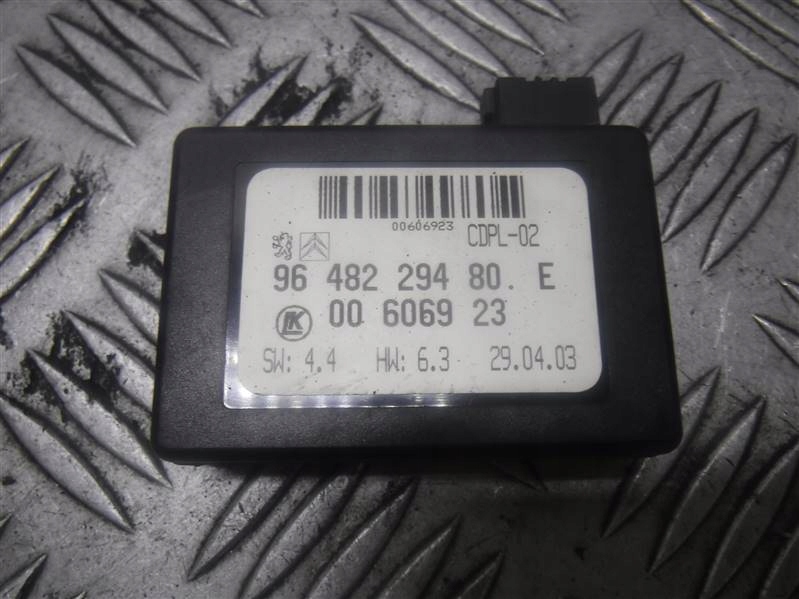 00606923
CDPL-02
96 482 294 80. E
00 6069 23
SW: 4.4 HW: 6.3 29.04.03